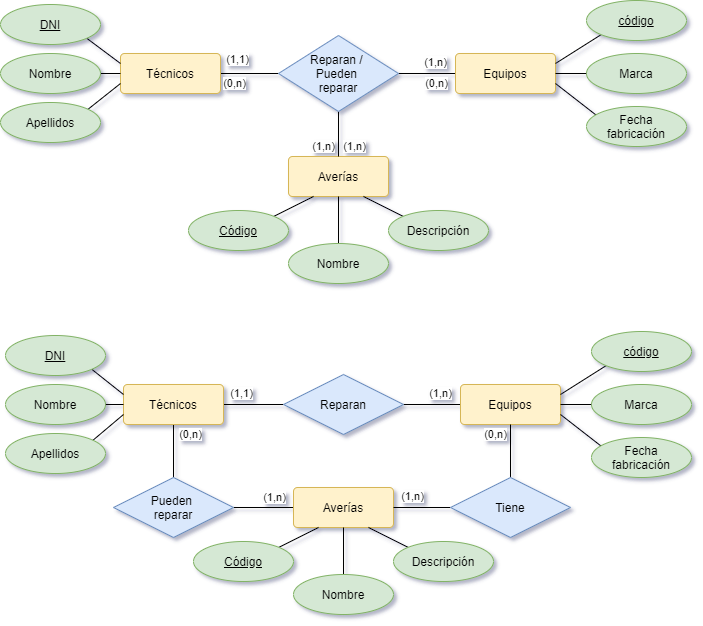 DNI
código
(1,1)
Reparan /
Pueden
reparar
(1,n)
Nombre
Técnicos
Equipos
Marca
(0,n)
(0,n)
Apellidos
Fecha
fabricación
(1,n)
(1,n)
Averías
Código
Descripción
Nombre
DNI
código
(1,1)
(1,n)
Nombre
Técnicos
Reparan
Equipos
Marca
(0,n)
(0,n)
Apellidos
Fecha
fabricación
(1,n)
(1,n)
Pueden
reparar
Averías
Tiene
Código
Descripción
Nombre